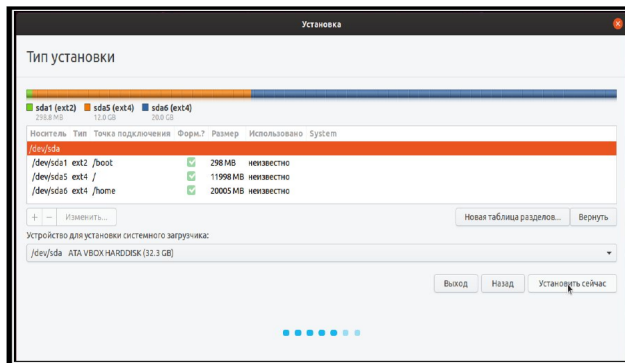 Установка
Тип установки
sda1 (ext2) sda5 (ext4) sda6 (ext4)
298.8 MB 12.0 GB 20.0 GB
Носитель Тип Точка подключения Форм.? Размер Использовано System
/dev/sda
/dev/sda1 ext2 /boot 298 MB неизвестно
/dev/sda5 ext4 / 11998 MB неизвестно
/dev/sda6 ext4 /home 20005 MB неизвестно
+ − Изменить... Новая таблица разделов... Вернуть
Устройство для установки системного загрузчика:
/dev/sda ATA VBOX HARDDISK (32.3 GB)
Выход Назад Установить сейчас